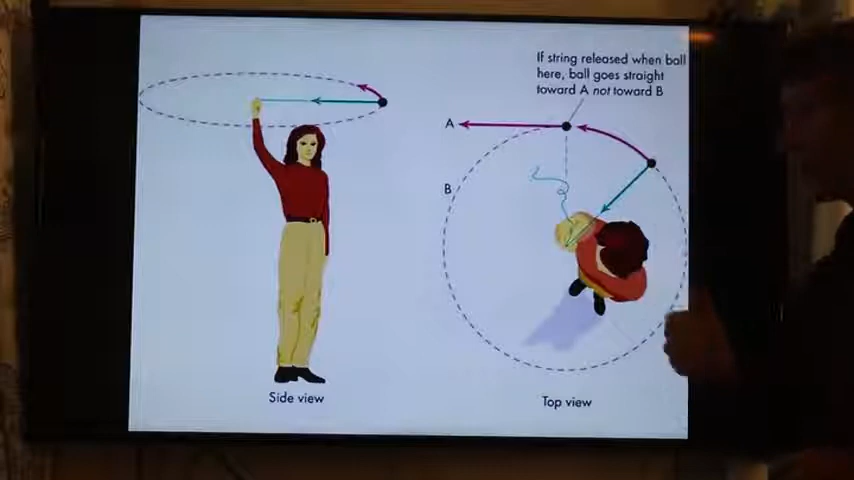 If string released when ball
here, ball goes straight
toward A not toward B
A
B
Side view
Top view